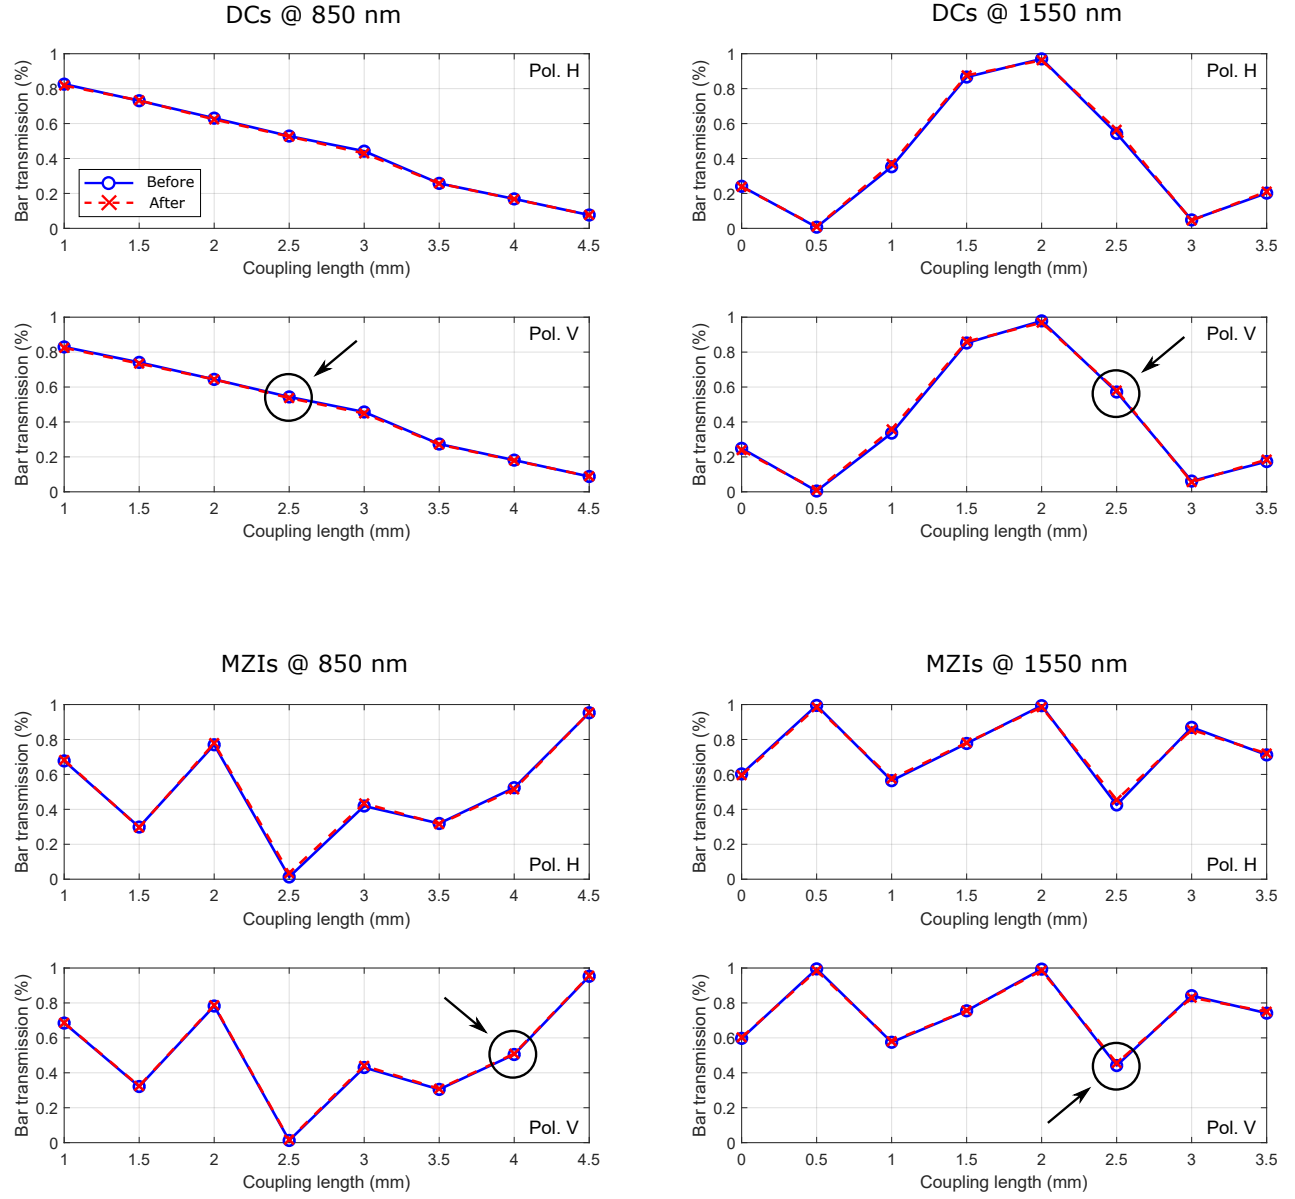 DCs @ 850 nm
Bar transmission (%)
1
0.8
0.6
0.4
0.2
0
Pol. H
Before
After
1 1.5 2 2.5 3 3.5 4 4.5
Coupling length (mm)
Bar transmission (%)
1
0.8
0.6
0.4
0.2
0
Pol. V
1 1.5 2 2.5 3 3.5 4 4.5
Coupling length (mm)
DCs @ 1550 nm
Bar transmission (%)
1
0.8
0.6
0.4
0.2
0
Pol. H
0 0.5 1 1.5 2 2.5 3 3.5
Coupling length (mm)
Bar transmission (%)
1
0.8
0.6
0.4
0.2
0
Pol. V
0 0.5 1 1.5 2 2.5 3 3.5
Coupling length (mm)
MZIs @ 850 nm
Bar transmission (%)
1
0.8
0.6
0.4
0.2
0
Pol. H
1 1.5 2 2.5 3 3.5 4 4.5
Coupling length (mm)
Bar transmission (%)
1
0.8
0.6
0.4
0.2
0
Pol. V
1 1.5 2 2.5 3 3.5 4 4.5
Coupling length (mm)
MZIs @ 1550 nm
Bar transmission (%)
1
0.8
0.6
0.4
0.2
0
Pol. H
0 0.5 1 1.5 2 2.5 3 3.5
Coupling length (mm)
Bar transmission (%)
1
0.8
0.6
0.4
0.2
0
Pol. V
0 0.5 1 1.5 2 2.5 3 3.5
Coupling length (mm)